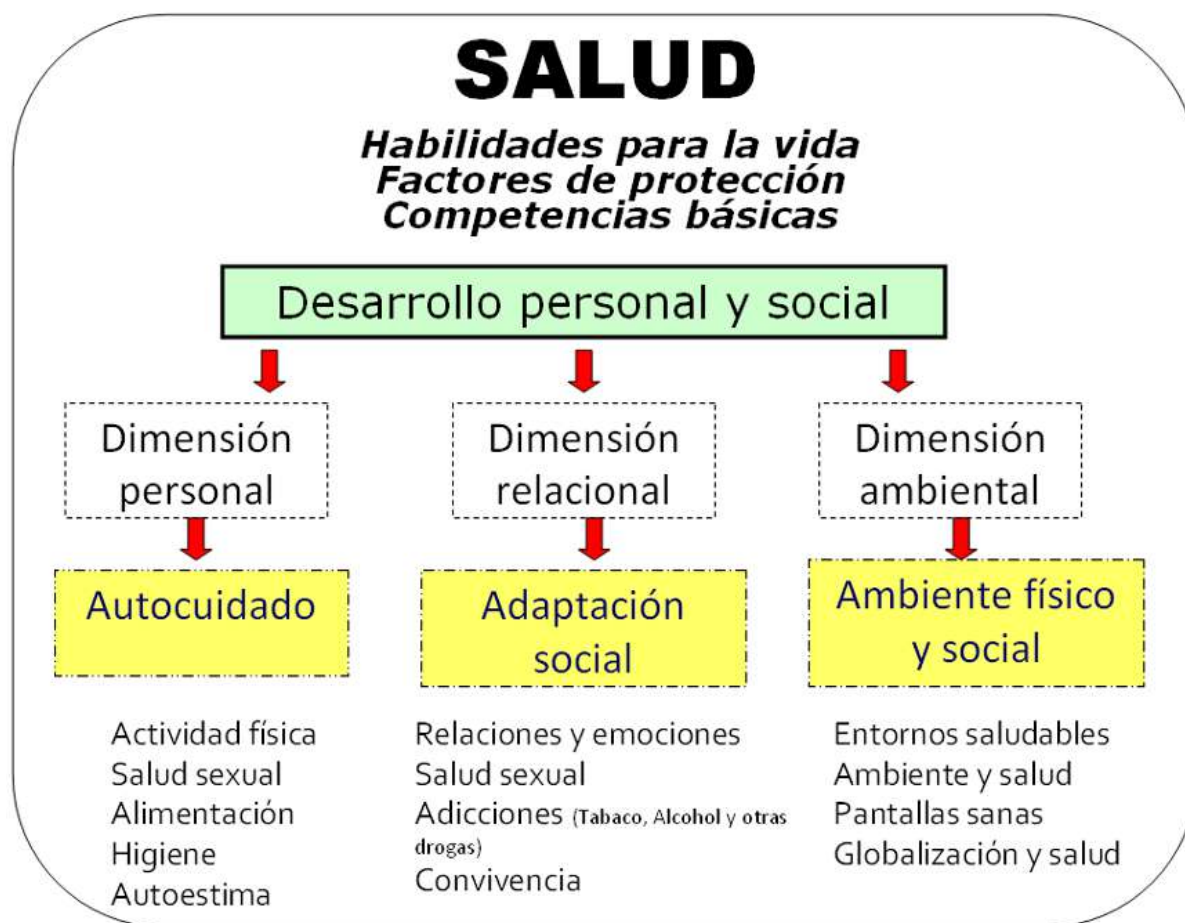 SALUD
Habilidades para la vida
Factores de protección
Competencias básicas
Desarrollo personal y social
Dimensión
personal
Dimensión
relacional
Dimensión
ambiental
Autocuidado
Adaptación
social
Ambiente físico
y social
Actividad física
Salud sexual
Alimentación
Higiene
Autoestima
Relaciones y emociones
Salud sexual
Adicciones (Tabaco, Alcohol y otras
drogas)
Convivencia
Entornos saludables
Ambiente y salud
Pantallas sanas
Globalización y salud